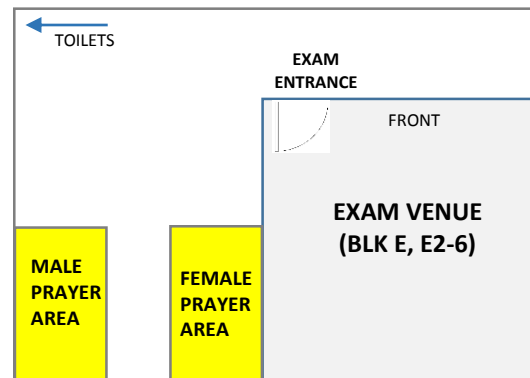 TOILETS
EXAM
ENTRANCE
FRONT
EXAM VENUE
(BLK E, E2-6)
MALE
PRAYER
AREA
FEMALE
PRAYER
AREA